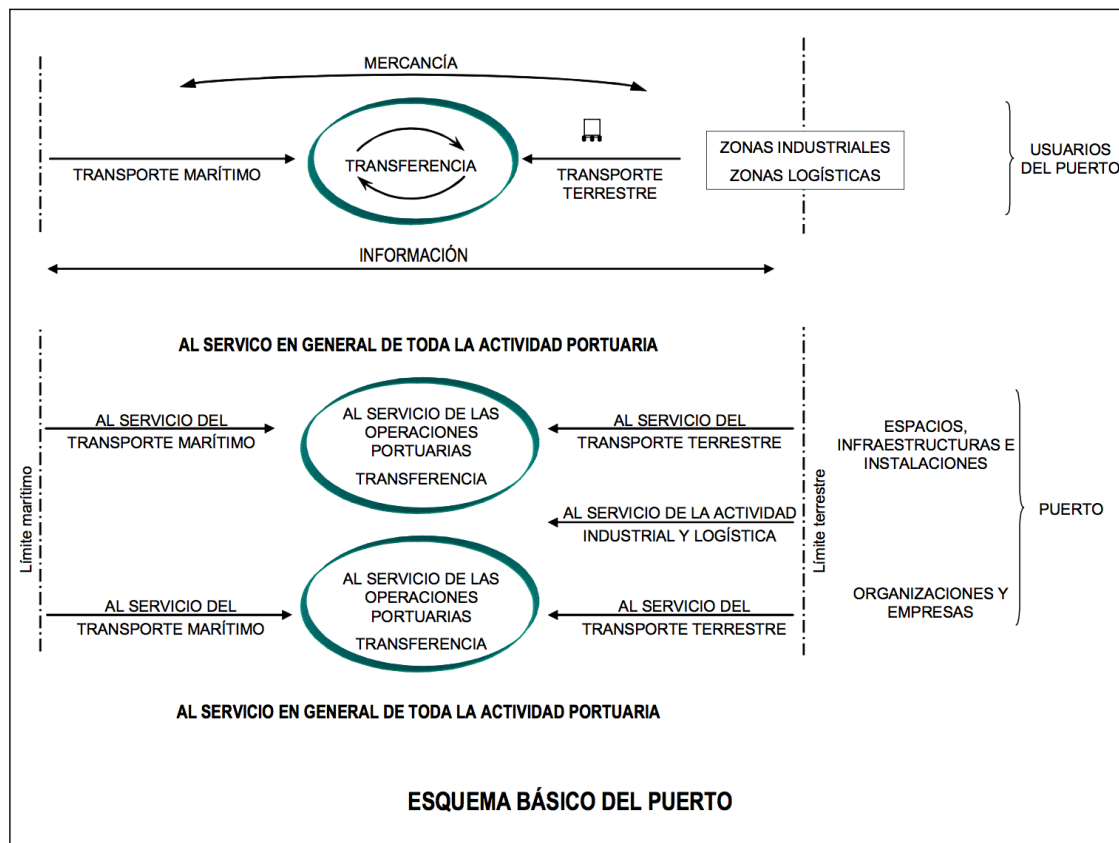 MERCANCÍA
TRANSFERENCIA
TRANSPORTE MARÍTIMO
TRANSPORTE
TERRESTRE
ZONAS INDUSTRIALES
ZONAS LOGÍSTICAS
USUARIOS
DEL PUERTO
INFORMACIÓN
AL SERVICO EN GENERAL DE TODA LA ACTIVIDAD PORTUARIA
Límite marítimo
AL SERVICIO DEL
TRANSPORTE MARÍTIMO
AL SERVICIO DE LAS
OPERACIONES
PORTUARIAS
TRANSFERENCIA
AL SERVICIO DEL
TRANSPORTE TERRESTRE
AL SERVICIO DE LA ACTIVIDAD
INDUSTRIAL Y LOGÍSTICA
Límite terrestre
ESPACIOS,
INFRAESTRUCTURAS E
INSTALACIONES
PUERTO
AL SERVICIO DEL
TRANSPORTE MARÍTIMO
AL SERVICIO DE LAS
OPERACIONES
PORTUARIAS
TRANSFERENCIA
AL SERVICIO DEL
TRANSPORTE TERRESTRE
ORGANIZACIONES Y
EMPRESAS
AL SERVICIO EN GENERAL DE TODA LA ACTIVIDAD PORTUARIA
ESQUEMA BÁSICO DEL PUERTO